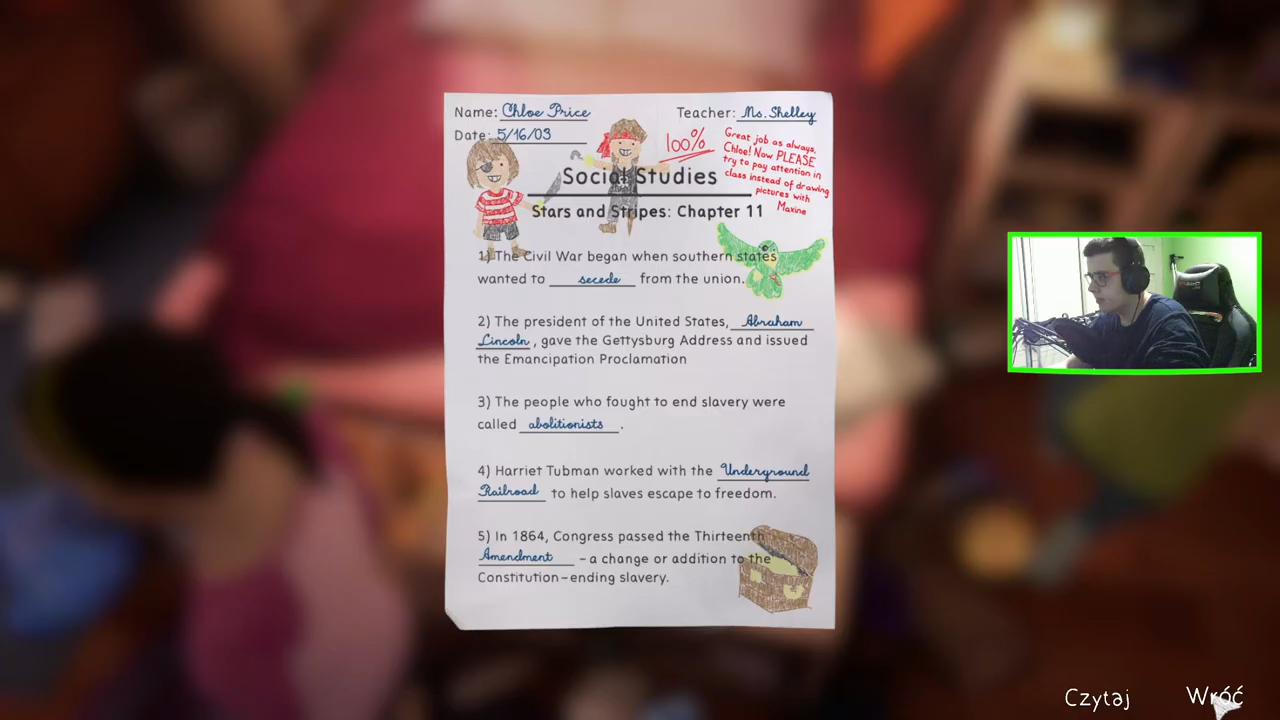 Name: Chloe Price
Teacher: Ms. Shelley
Date: 5/16/03
100%
Great job as always,
Chloe! Now PLEASE
try to pay attention in
class instead of drawing
pictures with
Maxine
Social Studies
Stars and Stripes: Chapter 11
1) The Civil War began when southern states
wanted to secede from the union.
2) The president of the United States, Abraham
Lincoln, gave the Gettysburg Address and issued
the Emancipation Proclamation
3) The people who fought to end slavery were
called abolitionists.
4) Harriet Tubman worked with the Underground
Railroad to help slaves escape to freedom.
5) In 1864, Congress passed the Thirteenth
Amendment - a change or addition to the
Constitution-ending slavery.
Czytaj
Wróć